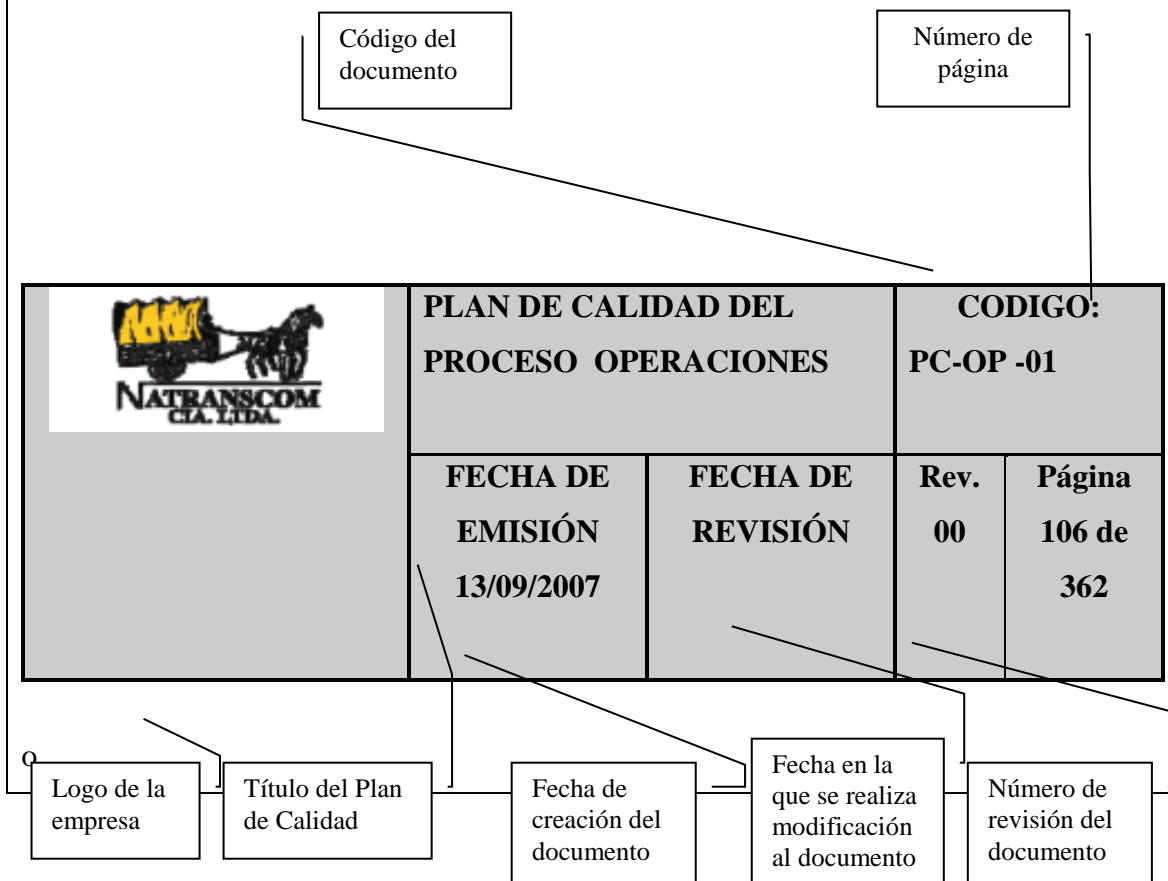 Código del
documento
Número de
página
NATRANSCOM
CIA. LTDA.
PLAN DE CALIDAD DEL
PROCESO OPERACIONES
CODIGO:
PC-OP -01
FECHA DE
EMISIÓN
13/09/2007
FECHA DE
REVISIÓN
Rev.
00
Página
106 de
362
o
Logo de la
empresa
Título del Plan
de Calidad
Fecha de
creación del
documento
Fecha en la
que se realiza
modificación
al documento
Número de
revisión del
documento